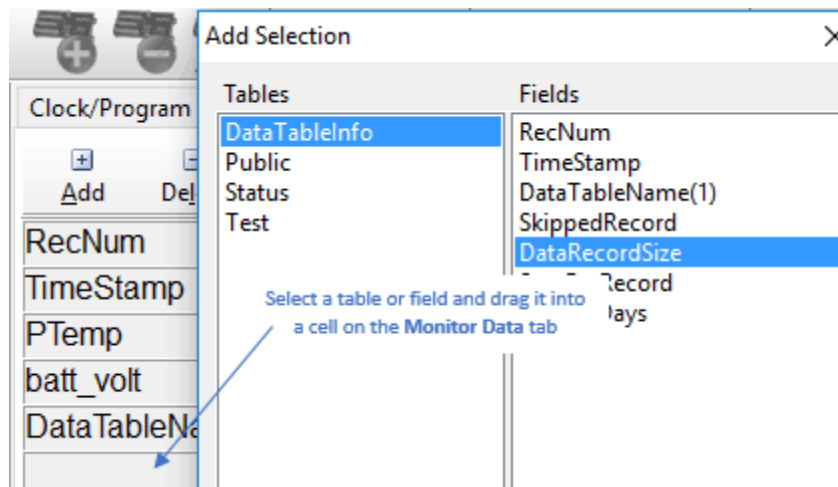 Add Selection
Clock/Program
Tables
Fields
Add
DataTableInfo
Public
Status
Test
RecNum
TimeStamp
DataTableName(1)
SkippedRecord
DataRecordSize
Record
Days
RecNum
TimeStamp
PTemp
batt_volt
Select a table or field and drag it into
a cell on the Monitor Data tab